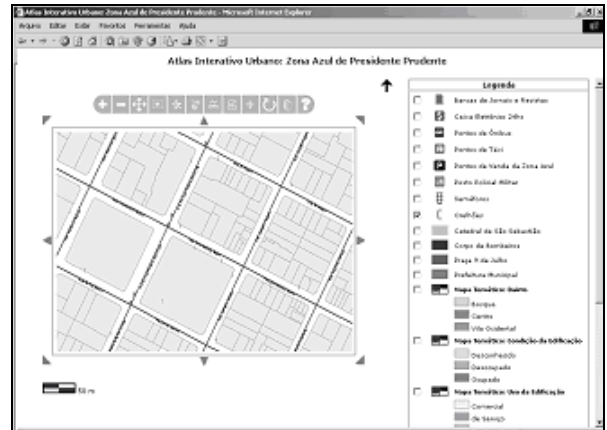 Atlas Interativo Urbano: Zona Azul de Presidente Prudente - Microsoft Internet Explorer
Arquivo Editar Exibir Favoritos Ferramentas Ajuda
Atlas Interativo Urbano: Zona Azul de Presidente Prudente
Legenda
Bancas de Jornais e Revistas
Caixa Eletrônico 24hs
Pontos de Ônibus
Pontos de Táxi
Pontos de Venda da Zona Azul
Posto Policial Militar
Semáforos
Orelhões
Catedral de São Sebastião
Corpo de Bombeiros
Praça 9 de Julho
Prefeitura Municipal
Mapa Temático: Bairro
Bosque
Centro
Vila Ocidental
Mapa Temático: Condição da Edificação
Desconhecido
Desocupado
Ocupado
Mapa Temático: Uso da Edificação
Comercial
de Serviço
50 m